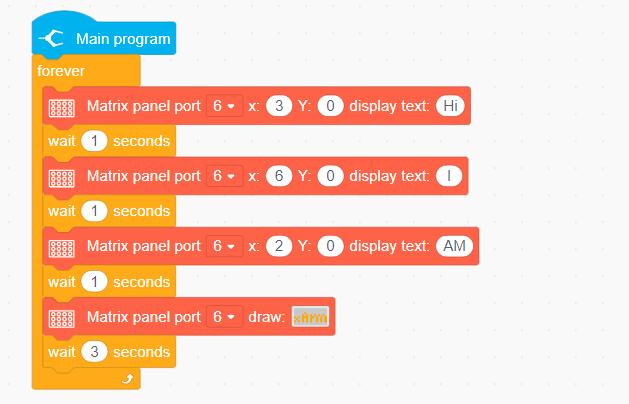 Main program
forever
Matrix panel port 6 x: 3 Y: 0 display text: Hi
wait 1 seconds
Matrix panel port 6 x: 6 Y: 0 display text: I
wait 1 seconds
Matrix panel port 6 x: 2 Y: 0 display text: AM
wait 1 seconds
Matrix panel port 6 draw: xArm
wait 3 seconds